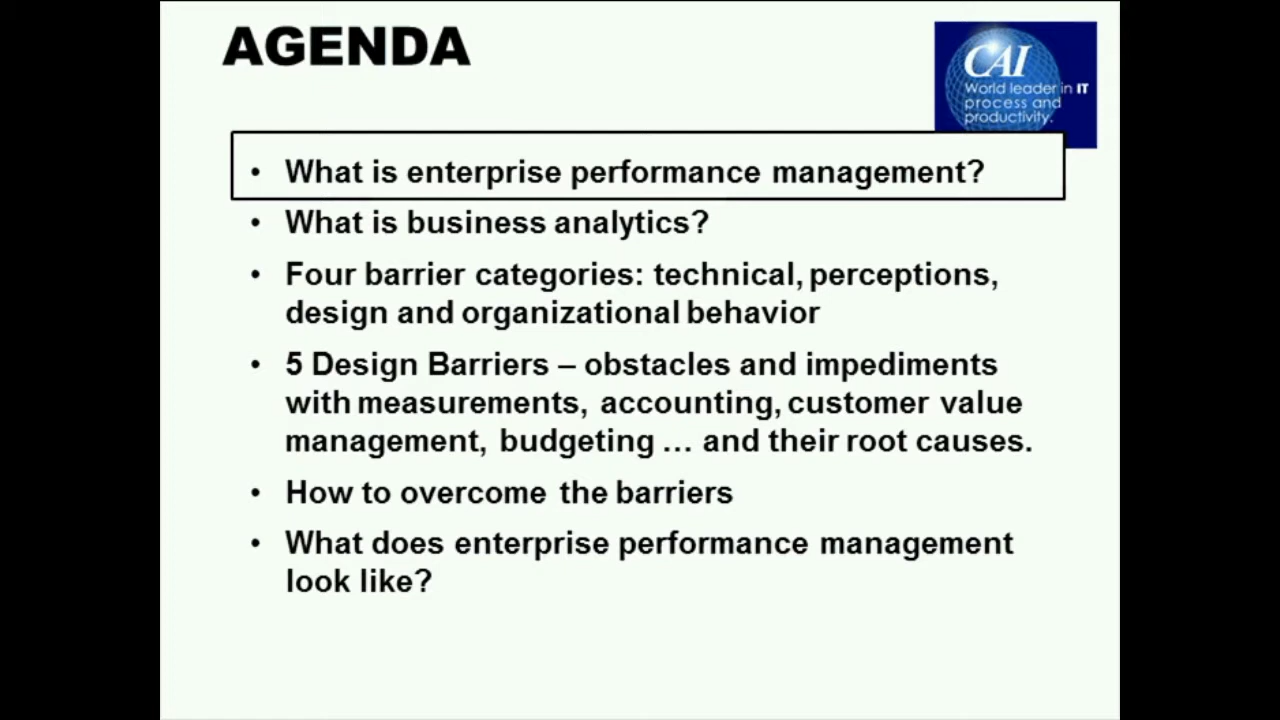 AGENDA
CAI
World leader in IT
process and
productivity.
• What is enterprise performance management?
• What is business analytics?
• Four barrier categories: technical, perceptions,
design and organizational behavior
• 5 Design Barriers – obstacles and impediments
with measurements, accounting, customer value
management, budgeting … and their root causes.
• How to overcome the barriers
• What does enterprise performance management
look like?